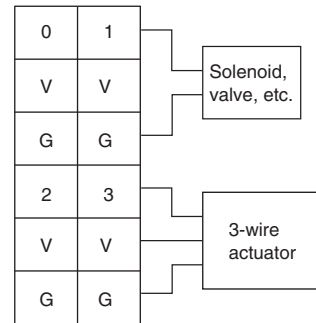 0 1
V V
G G
2 3
V V
G G
Solenoid,
valve, etc.
3-wire
actuator